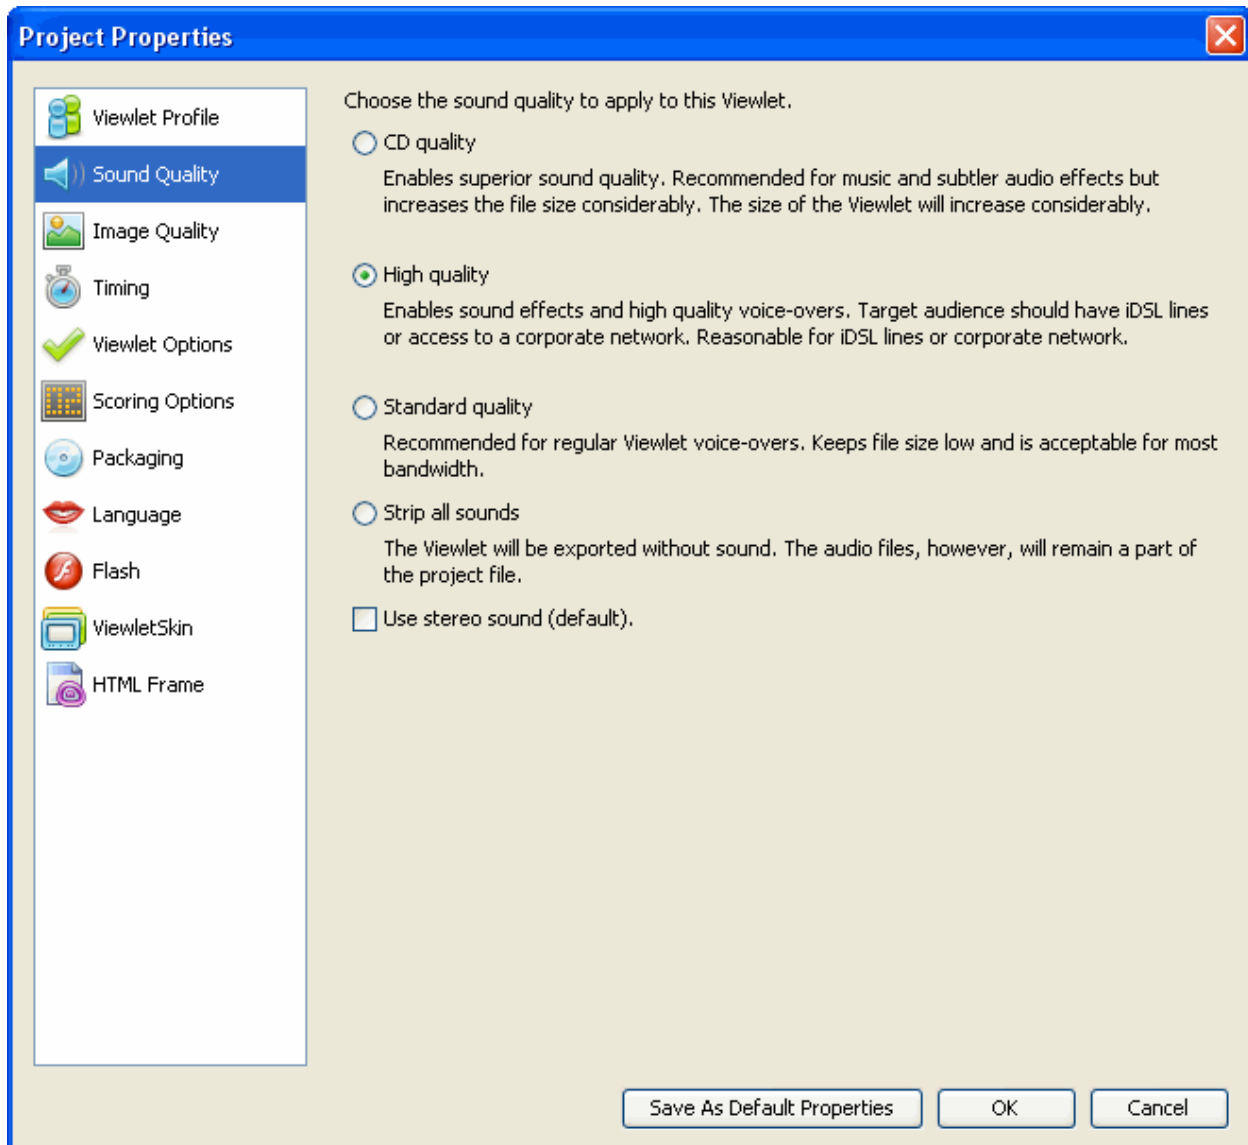 Project Properties
Viewlet Profile
Sound Quality
Image Quality
Timing
Viewlet Options
Scoring Options
Packaging
Language
Flash
ViewletSkin
HTML Frame
Choose the sound quality to apply to this Viewlet.
CD quality
Enables superior sound quality. Recommended for music and subtler audio effects but
increases the file size considerably. The size of the Viewlet will increase considerably.
High quality
Enables sound effects and high quality voice-overs. Target audience should have iDSL lines
or access to a corporate network. Reasonable for iDSL lines or corporate network.
Standard quality
Recommended for regular Viewlet voice-overs. Keeps file size low and is acceptable for most
bandwidth.
Strip all sounds
The Viewlet will be exported without sound. The audio files, however, will remain a part of
the project file.
Use stereo sound (default).
Save As Default Properties
OK
Cancel